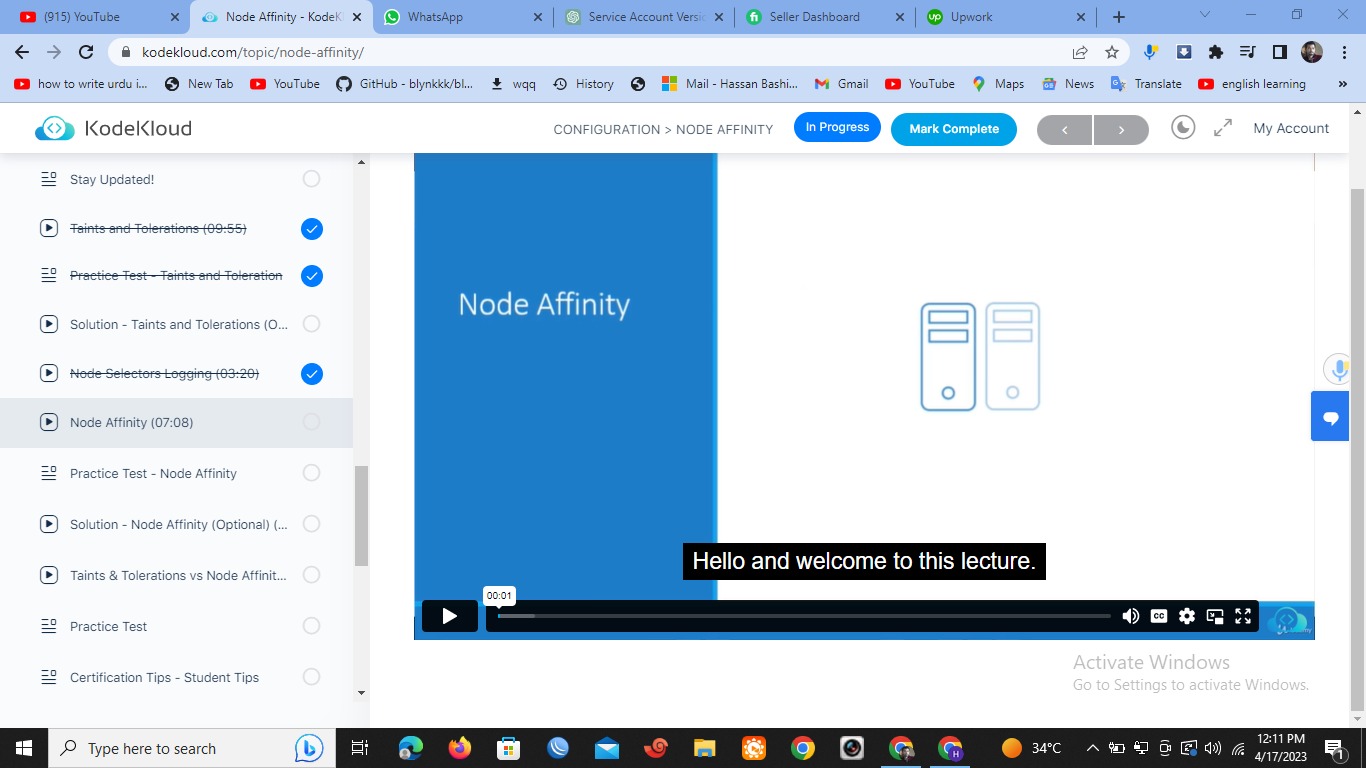 (915) YouTube
Node Affinity - KodeK
WhatsApp
Service Account Versi
Seller Dashboard
Upwork
kodekloud.com/topic/node-affinity/
how to write urdu i...
New Tab
YouTube
GitHub - blynkkk/bl...
wqq
History
Mail - Hassan Bashi...
Gmail
YouTube
Maps
News
Translate
english learning
»
KodeKloud
CONFIGURATION > NODE AFFINITY
In Progress
Mark Complete
My Account
Stay Updated!
Taints and Tolerations (09:55)
Practice Test - Taints and Toleration
Solution - Taints and Tolerations (O...
Node Selectors Logging (03:20)
Node Affinity (07:08)
Practice Test - Node Affinity
Solution - Node Affinity (Optional) (...
Taints & Tolerations vs Node Affinit...
Practice Test
Certification Tips - Student Tips
Node Affinity
Hello and welcome to this lecture.
00:01
CC
Activate Windows
Go to Settings to activate Windows.
Type here to search
34°C
12:11 PM
4/17/2023
1